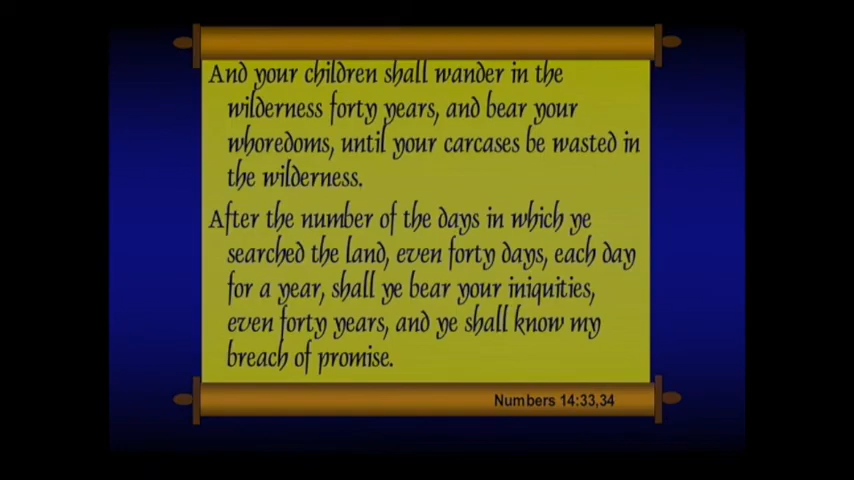 And your children shall wander in the
wilderness forty years, and bear your
whoredoms, until your carcases be wasted in
the wilderness.
After the number of the days in which ye
searched the land, even forty days, each day
for a year, shall ye bear your iniquities,
even forty years, and ye shall know my
breach of promise.
Numbers 14:33,34